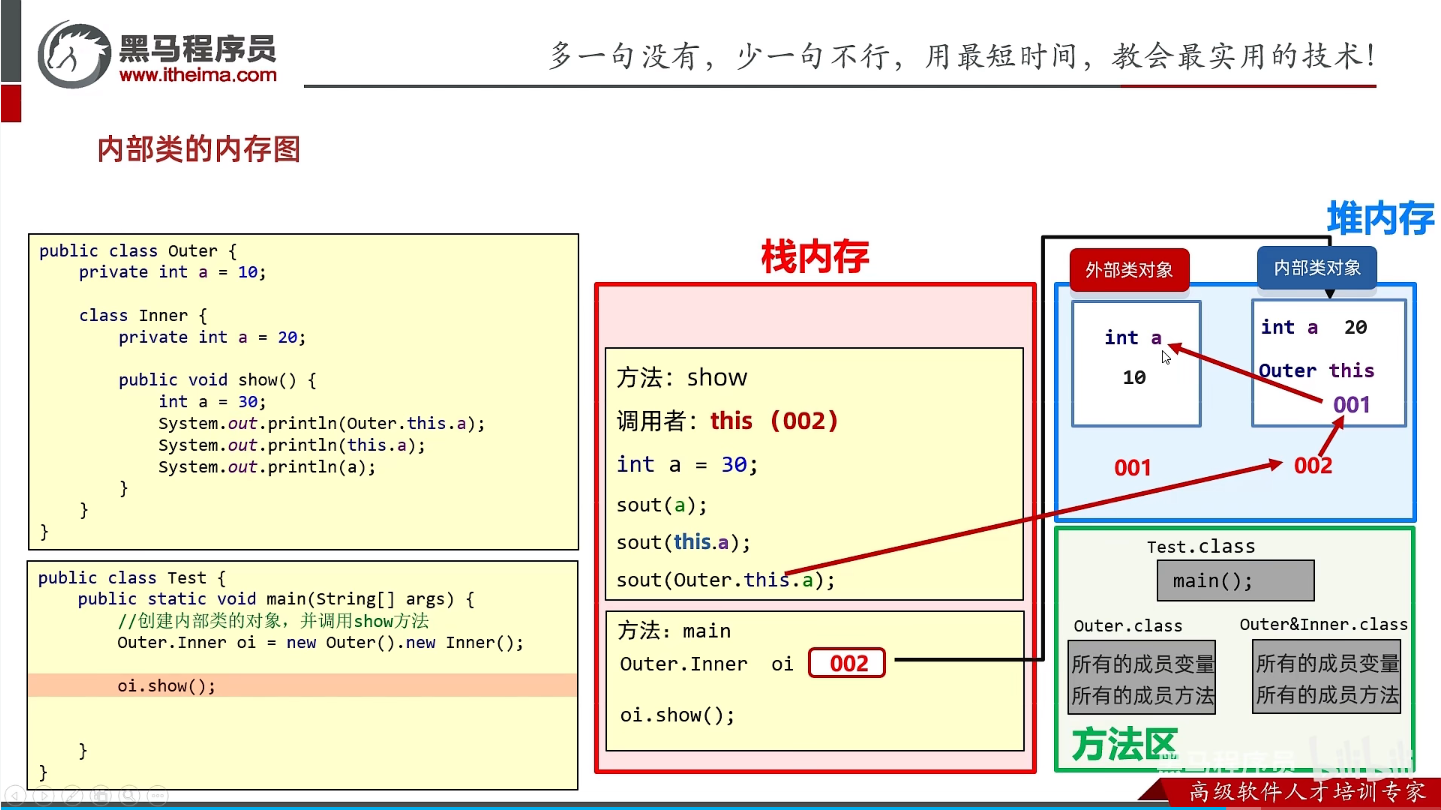 黑马程序员
www.itheima.com
多一句没有，少一句不行，用最短时间，教会最实用的技术！
内部类的内存图
public class Outer {
private int a = 10;
class Inner {
private int a = 20;
public void show() {
int a = 30;
System.out.println(Outer.this.a);
System.out.println(this.a);
System.out.println(a);
}
}
}
public class Test {
public static void main(String[] args) {
//创建内部类的对象，并调用show方法
Outer.Inner oi = new Outer().new Inner();
oi.show();
}
}
栈内存
方法：show
调用者：this（002）
int a = 30;
sout(a);
sout(this.a);
sout(Outer.this.a);
方法：main
Outer.Inner oi 002
oi.show();
堆内存
外部类对象
int a
10
001
内部类对象
int a 20
Outer this
001
002
Test.class
main();
Outer.class
所有的成员变量
所有的成员方法
Outer&Inner.class
所有的成员变量
所有的成员方法
方法区
黑马程序员
bilibili
高级软件人才培训专家